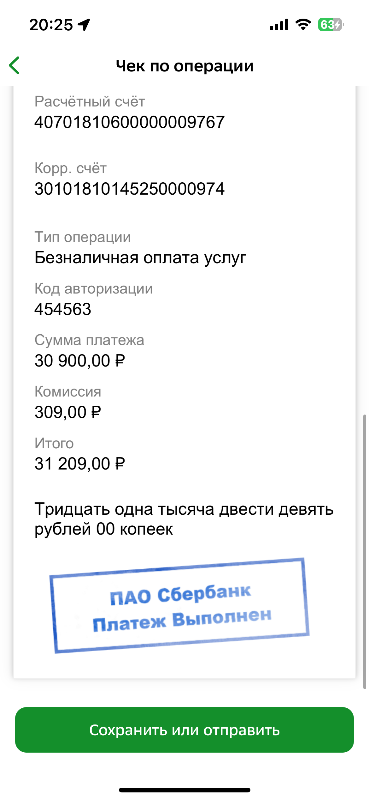 20:25
63
Чек по операции
Расчётный счёт
40701810600000009767
Корр. счёт
30101810145250000974
Тип операции
Безналичная оплата услуг
Код авторизации
454563
Сумма платежа
30 900,00 ₽
Комиссия
309,00 ₽
Итого
31 209,00 ₽
Тридцать одна тысяча двести девять
рублей 00 копеек
ПАО Сбербанк
Платеж Выполнен
Сохранить или отправить